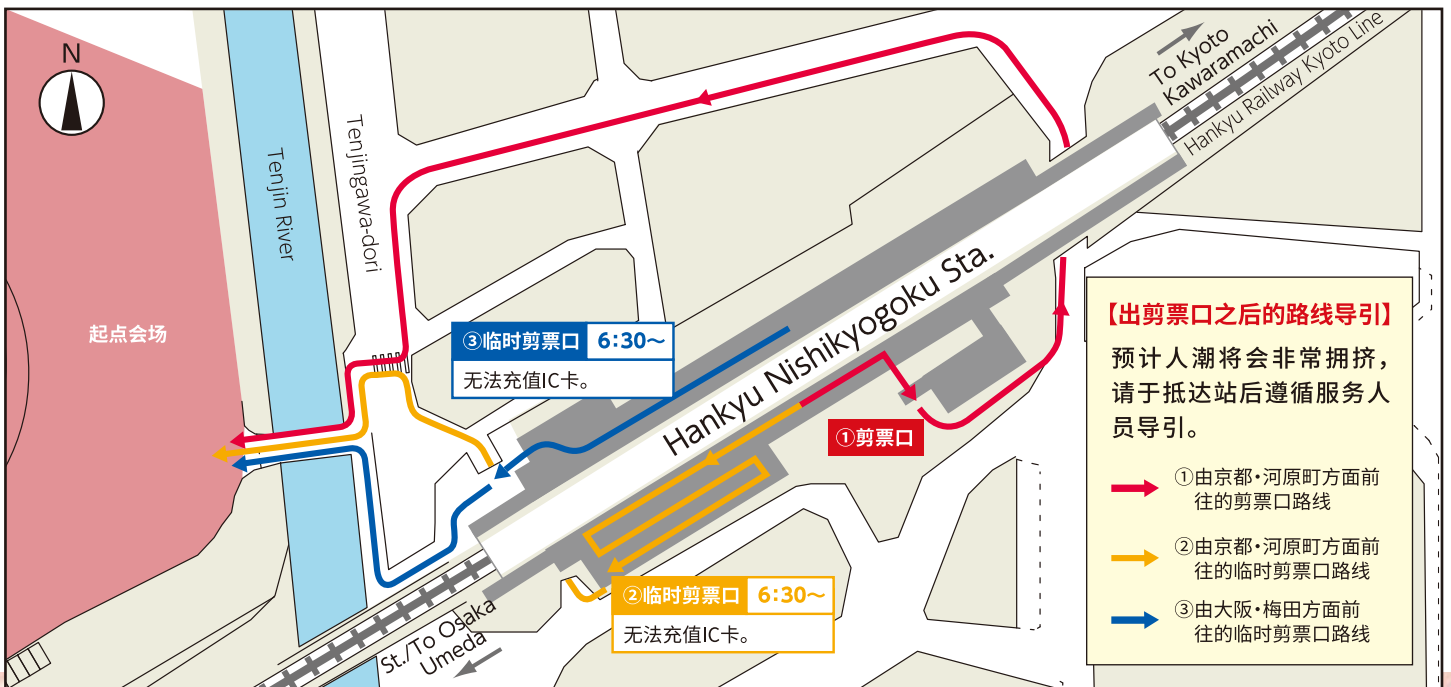 N
Tenjin River
Tenjingawa-dori
起点会场
To Kyoto
Kawaramachi
Hankyu Railway Kyoto Line
Hankyu Nishikyogoku Sta.
③临时剪票口 6:30～
无法充值IC卡。
①剪票口
②临时剪票口 6:30～
无法充值IC卡。
St./To Osaka
Umeda
【出剪票口之后的路线导引】
预计人潮将会非常拥挤，
请于抵达站后遵循服务人
员导引。
①由京都・河原町方面前
往的剪票口路线
②由京都・河原町方面前
往的临时剪票口路线
③由大阪・梅田方面前
往的临时剪票口路线